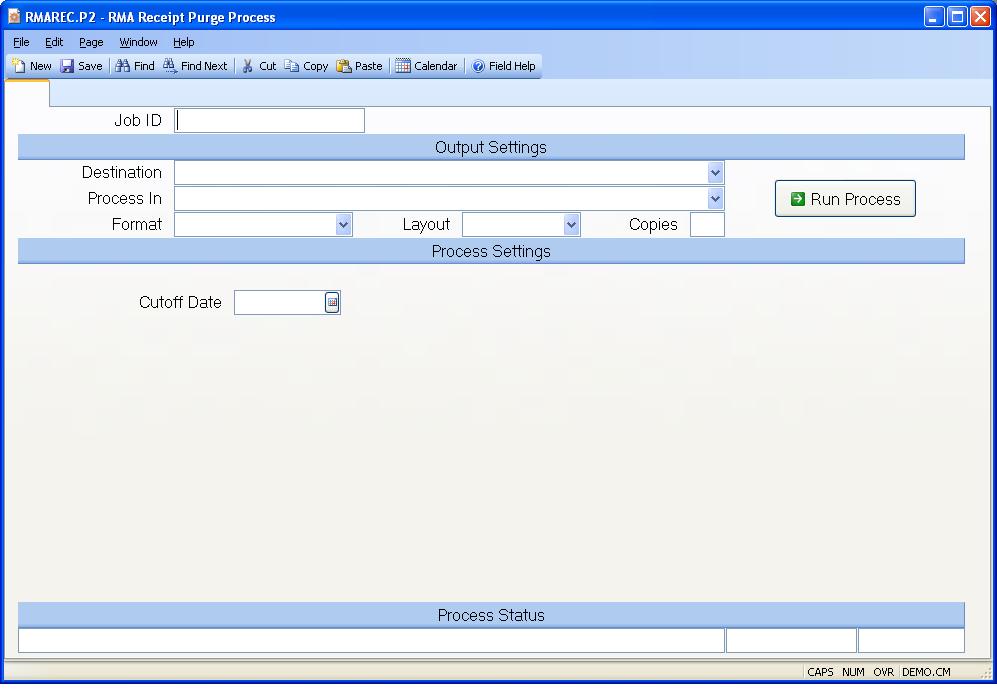 RMAREC.P2 - RMA Receipt Purge Process
File Edit Page Window Help
New Save Find Find Next Cut Copy Paste Calendar Field Help
Job ID
Output Settings
Destination
Process In
Run Process
Format Layout Copies
Process Settings
Cutoff Date
Process Status
CAPS NUM OVR DEMO.CM